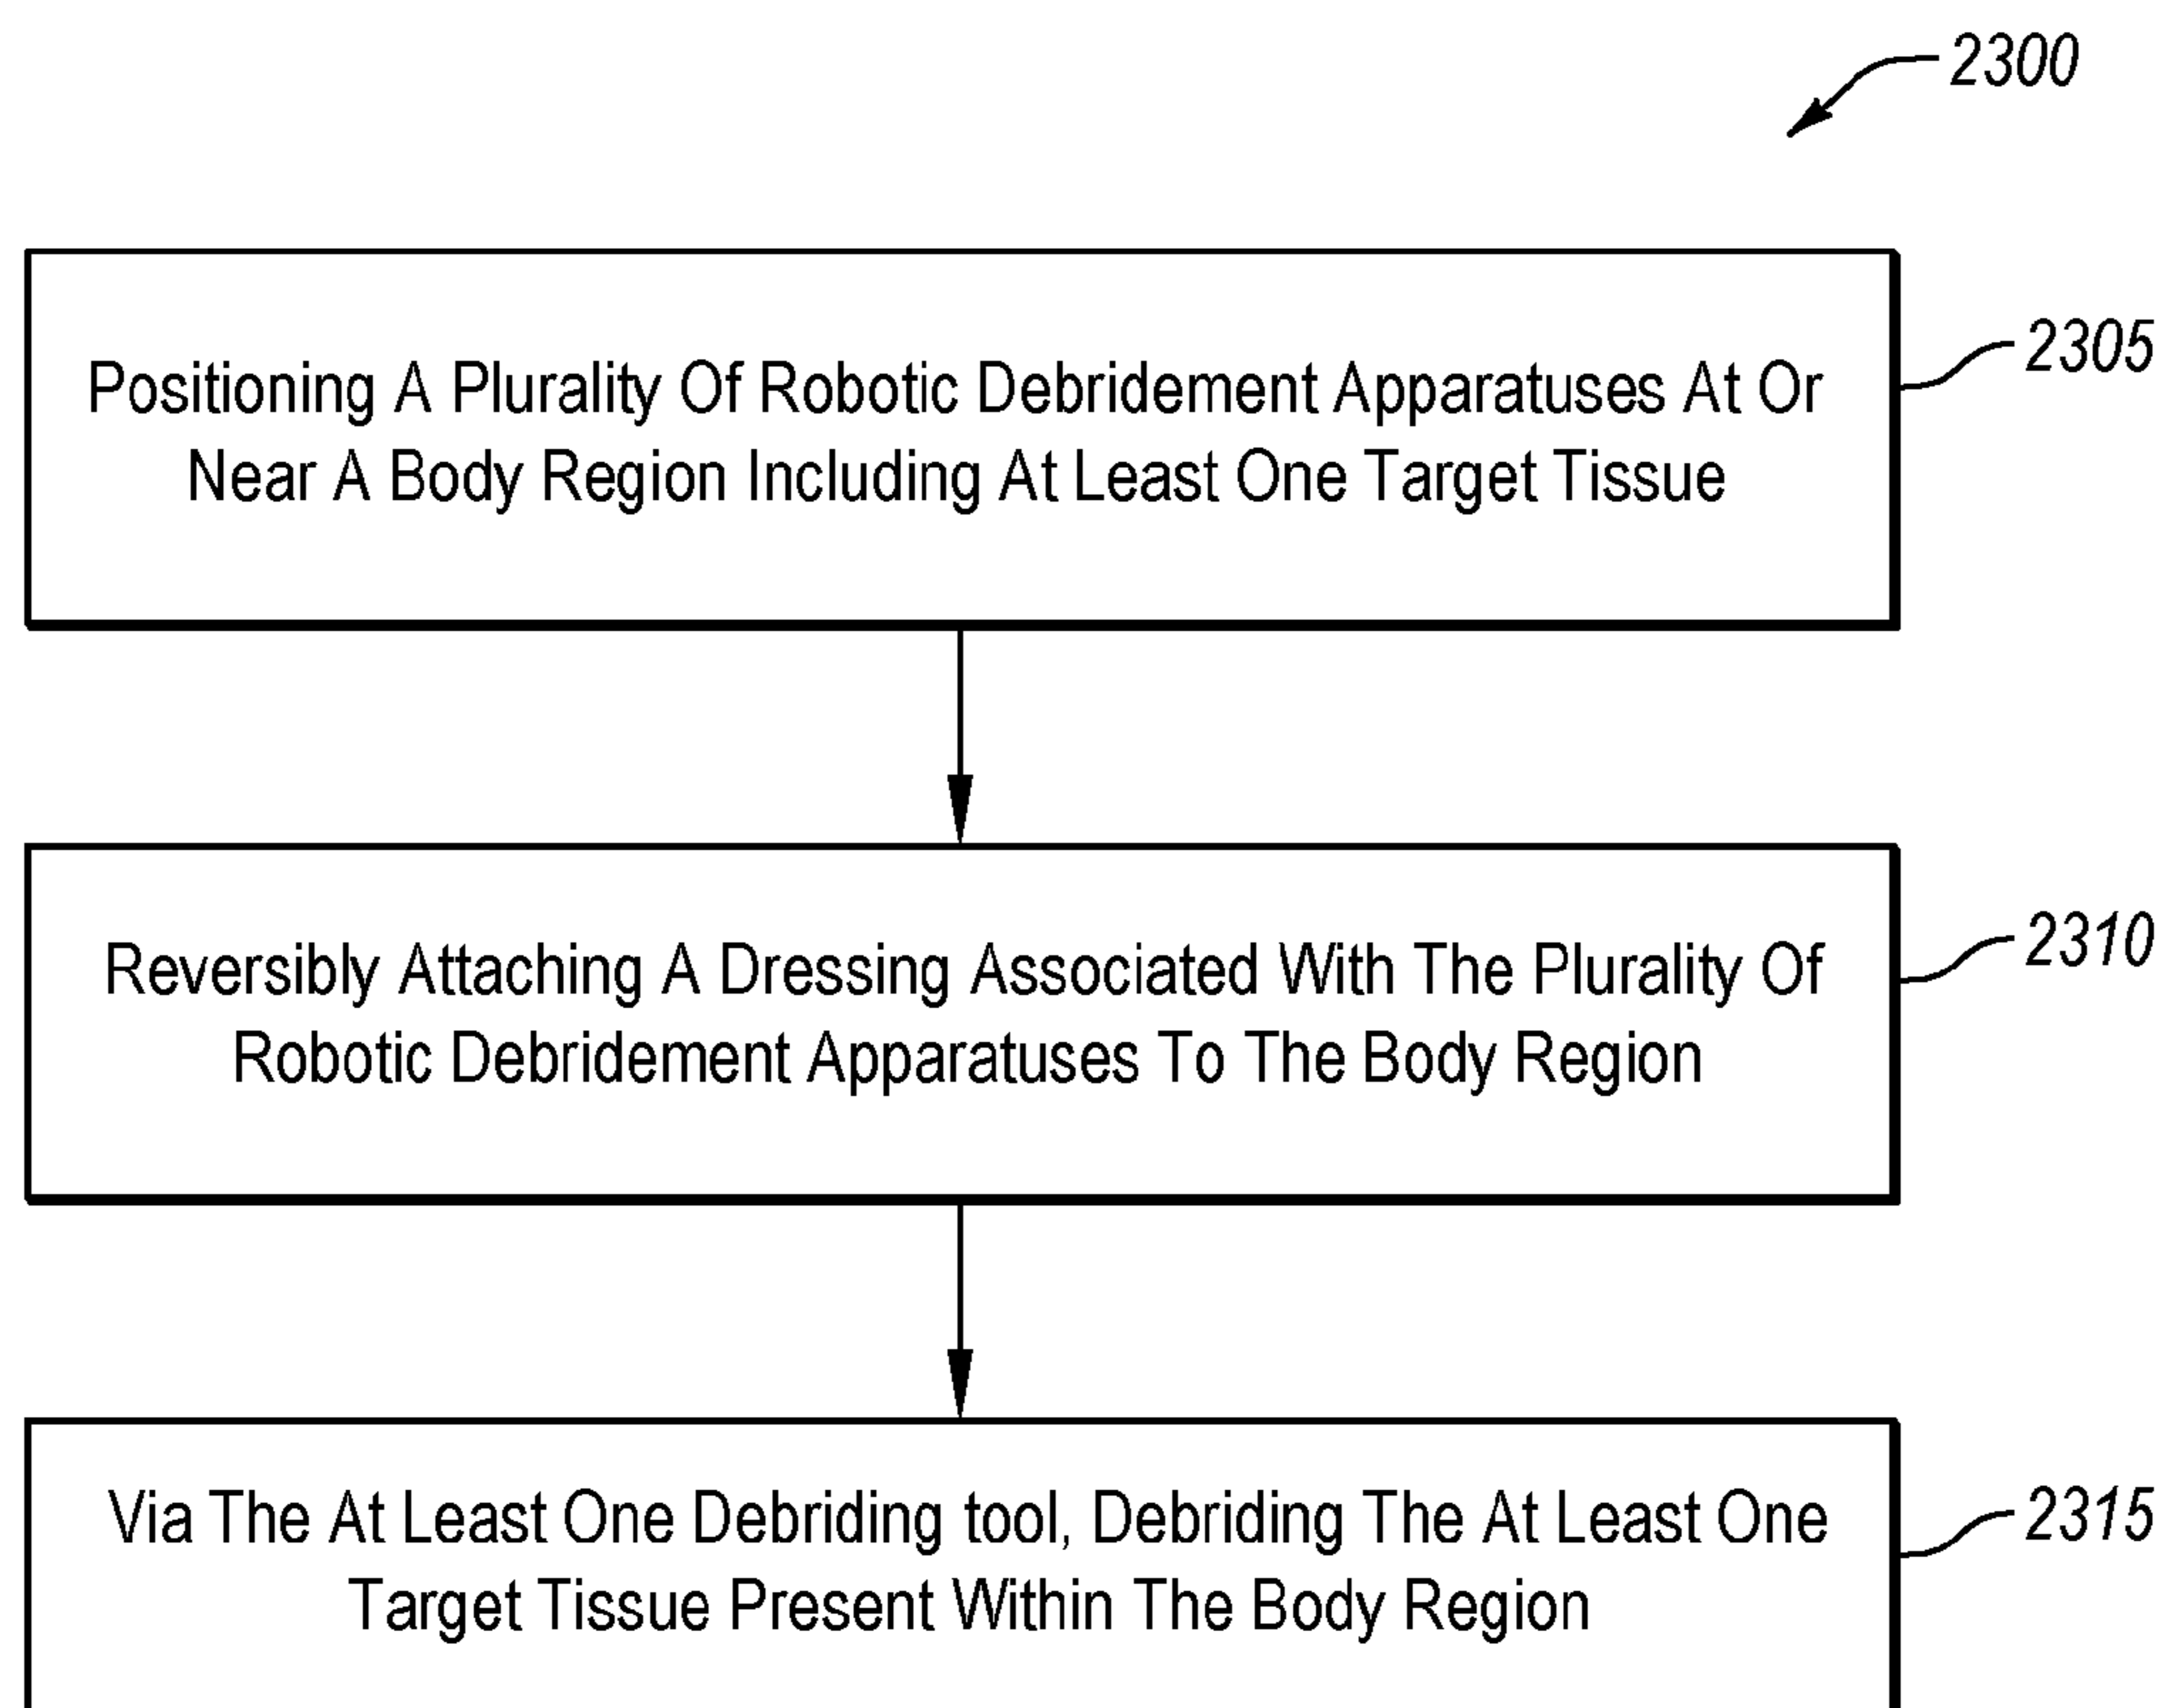 2300
Positioning A Plurality Of Robotic Debridement Apparatuses At Or
Near A Body Region Including At Least One Target Tissue
2305
Reversibly Attaching A Dressing Associated With The Plurality Of
Robotic Debridement Apparatuses To The Body Region
2310
Via The At Least One Debriding tool, Debriding The At Least One
Target Tissue Present Within The Body Region
2315